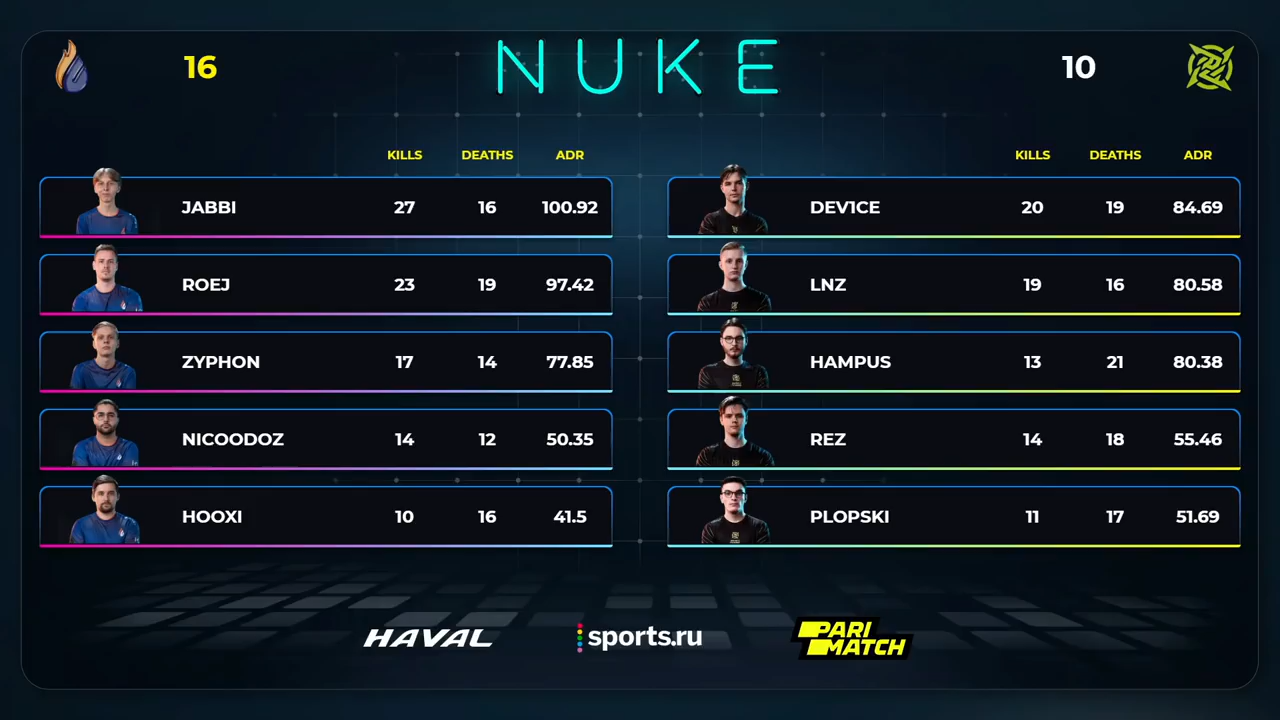 16 NUKE 10
KILLS DEATHS ADR
JABBI 27 16 100.92
ROEJ 23 19 97.42
ZYPHON 17 14 77.85
NICOODOZ 14 12 50.35
HOOXI 10 16 41.5
KILLS DEATHS ADR
DEV1CE 20 19 84.69
LNZ 19 16 80.58
HAMPUS 13 21 80.38
REZ 14 18 55.46
PLOPSKI 11 17 51.69
HAVAL sports.ru PARI MATCH